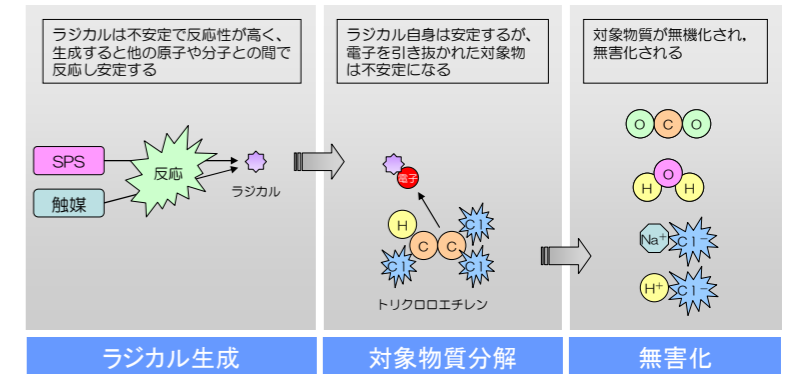 ラジカルは不安定で反応性が高く、
生成すると他の原子や分子との間で
反応し安定する
ラジカル自身は安定するが、
電子を引き抜かれた対象物
は不安定になる
対象物質が無機化され，
無害化される
SPS
触媒
反応
ラジカル
電子
H
C
C
Cl
Cl
Cl
トリクロロエチレン
O C O
O
H H
Na⁺ Cl⁻
H⁺ Cl⁻
ラジカル生成
対象物質分解
無害化